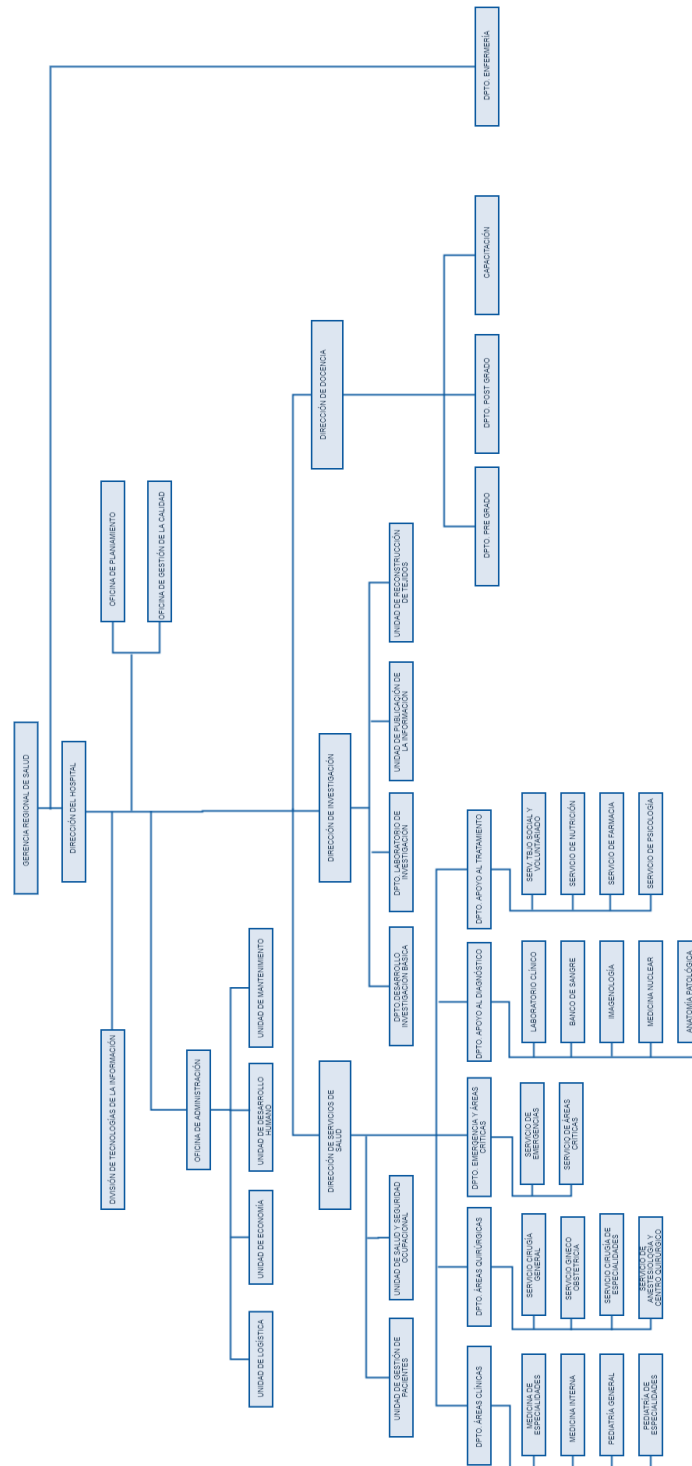 GERENCIA REGIONAL DE SALUD
DIRECCIÓN DEL HOSPITAL
OFICINA DE PLANIAMIENTO
OFICINA DE GESTIÓN DE LA CALIDAD
DIVISIÓN DE TECNOLOGÍAS DE LA INFORMACIÓN
OFICINA DE ADMINISTRACIÓN
UNIDAD DE LOGÍSTICA
UNIDAD DE ECONOMÍA
UNIDAD DE DESARROLLO
HUMANO
UNIDAD DE MANTENIMIENTO
DIRECCIÓN DE SERVICIOS DE
SALUD
DIRECCIÓN DE INVESTIGACIÓN
DIRECCIÓN DE DOCENCIA
UNIDAD DE GESTIÓN DE
PACIENTES
UNIDAD DE SALUD Y SEGURIDAD
OCUPACIONAL
DPTO.DESARROLLO
INVESTIGACION BASICA
DPTO. LABORATORIO DE
INVESTIGACION
UNIDAD DE PUBLICACIÓN DE
LA INFORMACIÓN
UNIDAD DE RECONSTRUCCIÓN
DE TEJIDOS
DPTO. ÁREAS CLÍNICAS
DPTO. ÁREAS QUIRÚRGICAS
DPTO. EMERGENCIA Y ÁREAS
CRÍTICAS
DPTO. APOYO AL DIAGNÓSTICO
DPTO. APOYO AL TRATAMIENTO
DPTO. PRE GRADO
DPTO. POST GRADO
CAPACITACIÓN
DPTO. ENFERMERÍA
MEDICINA DE
ESPECIALIDADES
MEDICINA INTERNA
PEDIATRÍA GENERAL
PEDIATRÍA DE
ESPECIALIDADES
SERVICIO CIRUGÍA
GENERAL
SERVICIO GINECO
OBSTETRICIA
SERVICIO CIRUGÍA DE
ESPECIALIDADES
SERVICIO DE
ANESTESIOLOGIA Y
CENTRO QUIRÚRGICO
SERVICIO DE
EMERGENCIAS
SERVICIO DE ÁREAS
CRÍTICAS
LABORATORIO CLÍNICO
BANCO DE SANGRE
IMAGENOLOGÍA
MEDICINA NUCLEAR
ANATOMÍA PATOLÓGICA
SERV. TBJO SOCIAL Y
VOLUNTARIADO
SERVICIO DE NUTRICIÓN
SERVICIO DE FARMACIA
SERVICIO DE PSICOLOGÍA